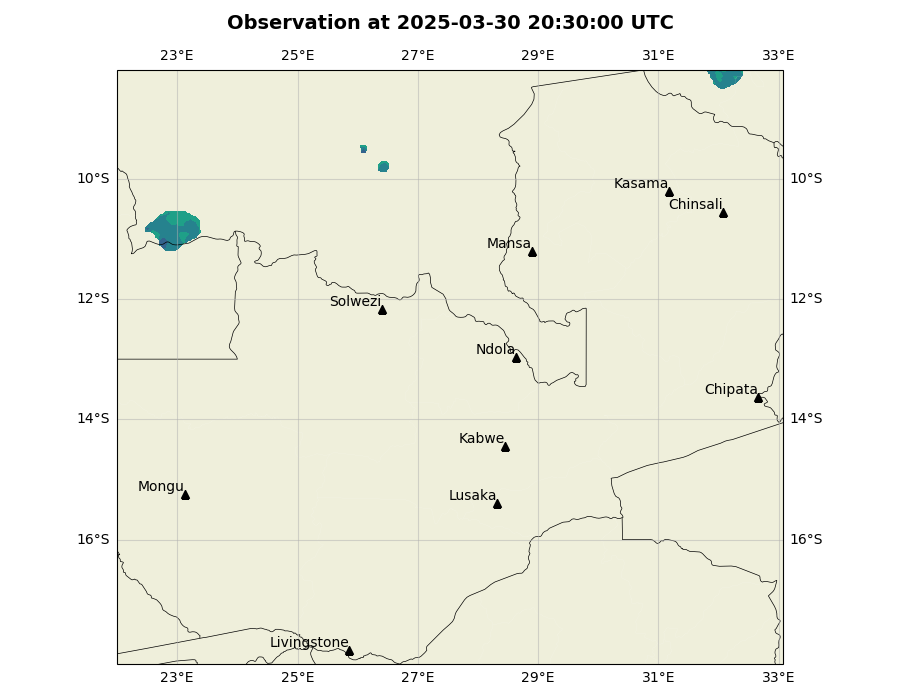 Observation at 2025-03-30 20:30:00 UTC
23°E 25°E 27°E 29°E 31°E 33°E
10°S 10°S
Kasama
Chinsali
Mansa
12°S 12°S
Solwezi
Ndola
Chipata
14°S 14°S
Kabwe
Mongu
Lusaka
16°S 16°S
Livingstone
23°E 25°E 27°E 29°E 31°E 33°E